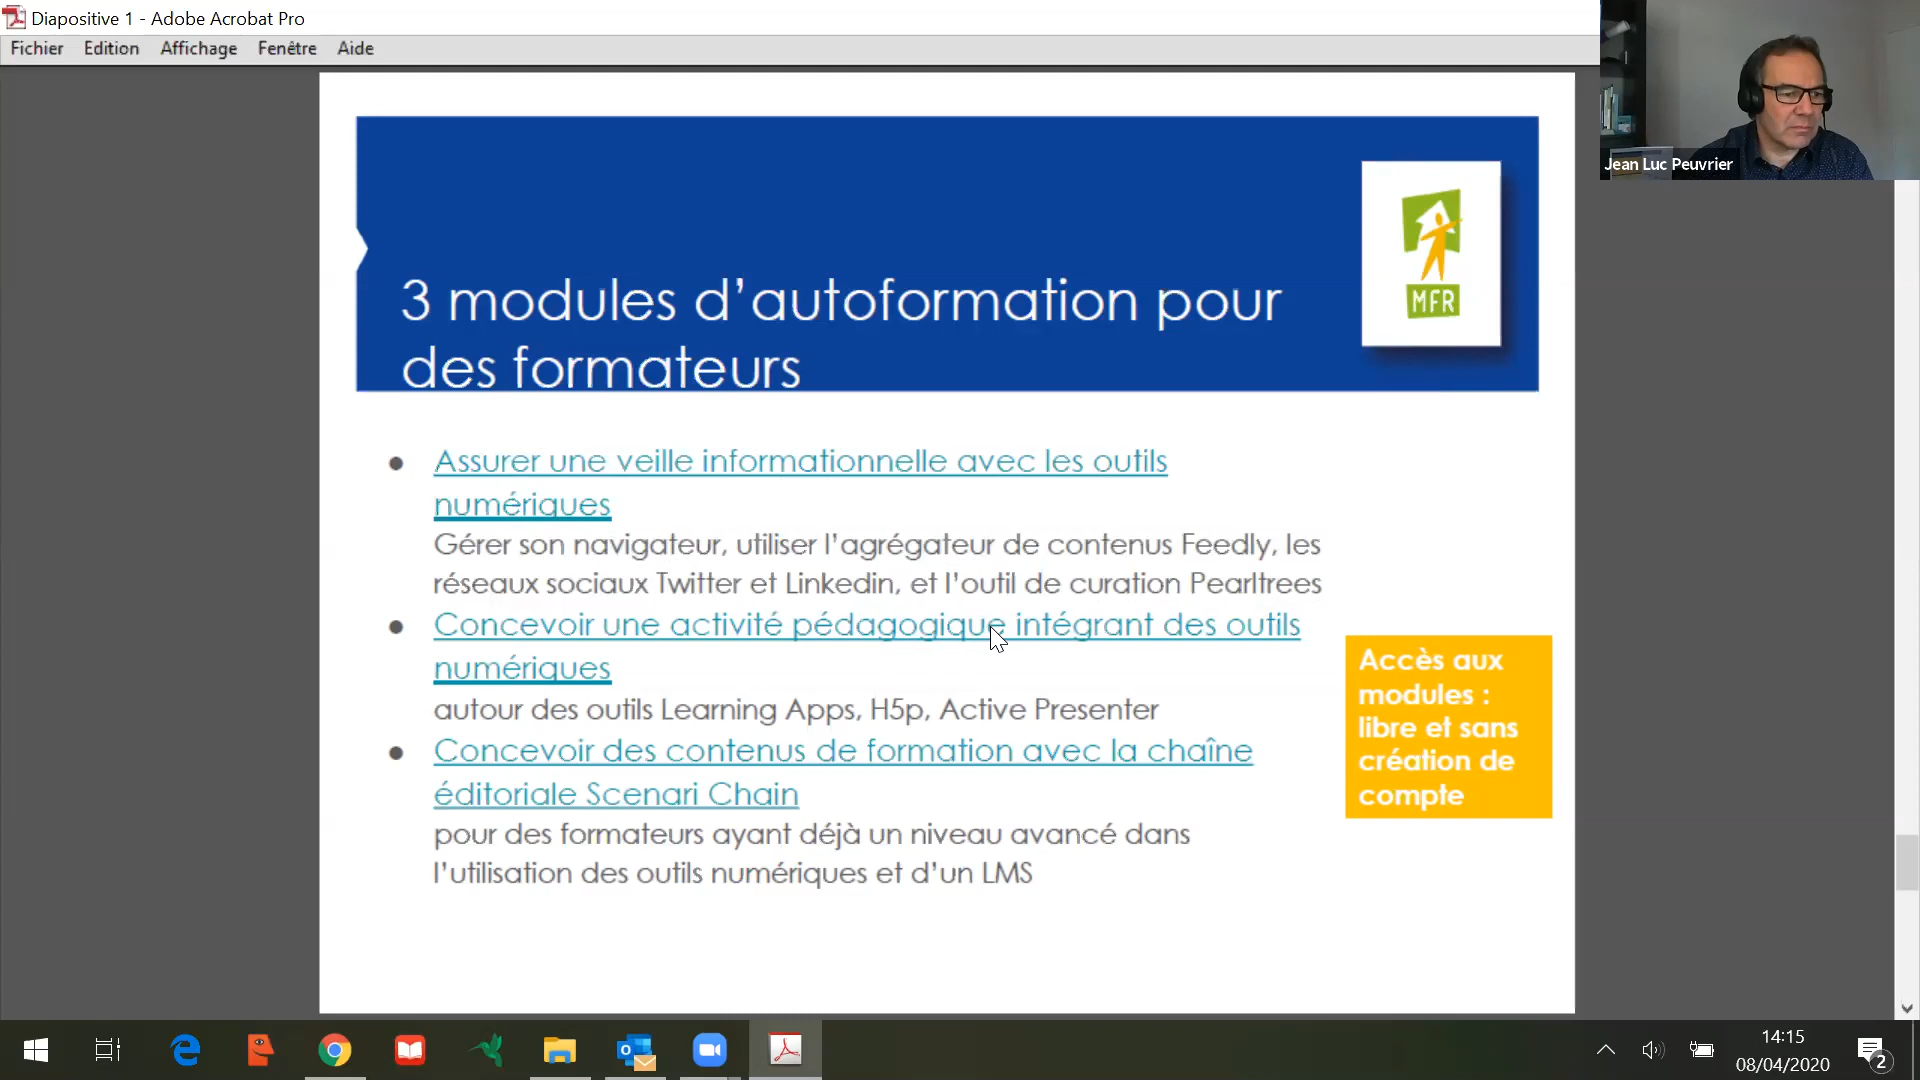 Diapositive 1 - Adobe Acrobat Pro
Fichier Edition Affichage Fenêtre Aide
Jean Luc Peuvrier
MFR
3 modules d’autoformation pour
des formateurs
Assurer une veille informationnelle avec les outils
numériques
Gérer son navigateur, utiliser l’agrégateur de contenus Feedly, les
réseaux sociaux Twitter et Linkedin, et l’outil de curation Pearltrees
Concevoir une activité pédagogique intégrant des outils
numériques
autour des outils Learning Apps, H5p, Active Presenter
Concevoir des contenus de formation avec la chaîne
éditoriale Scenari Chain
pour des formateurs ayant déjà un niveau avancé dans
l’utilisation des outils numériques et d’un LMS
Accès aux
modules :
libre et sans
création de
compte
14:15
08/04/2020
2